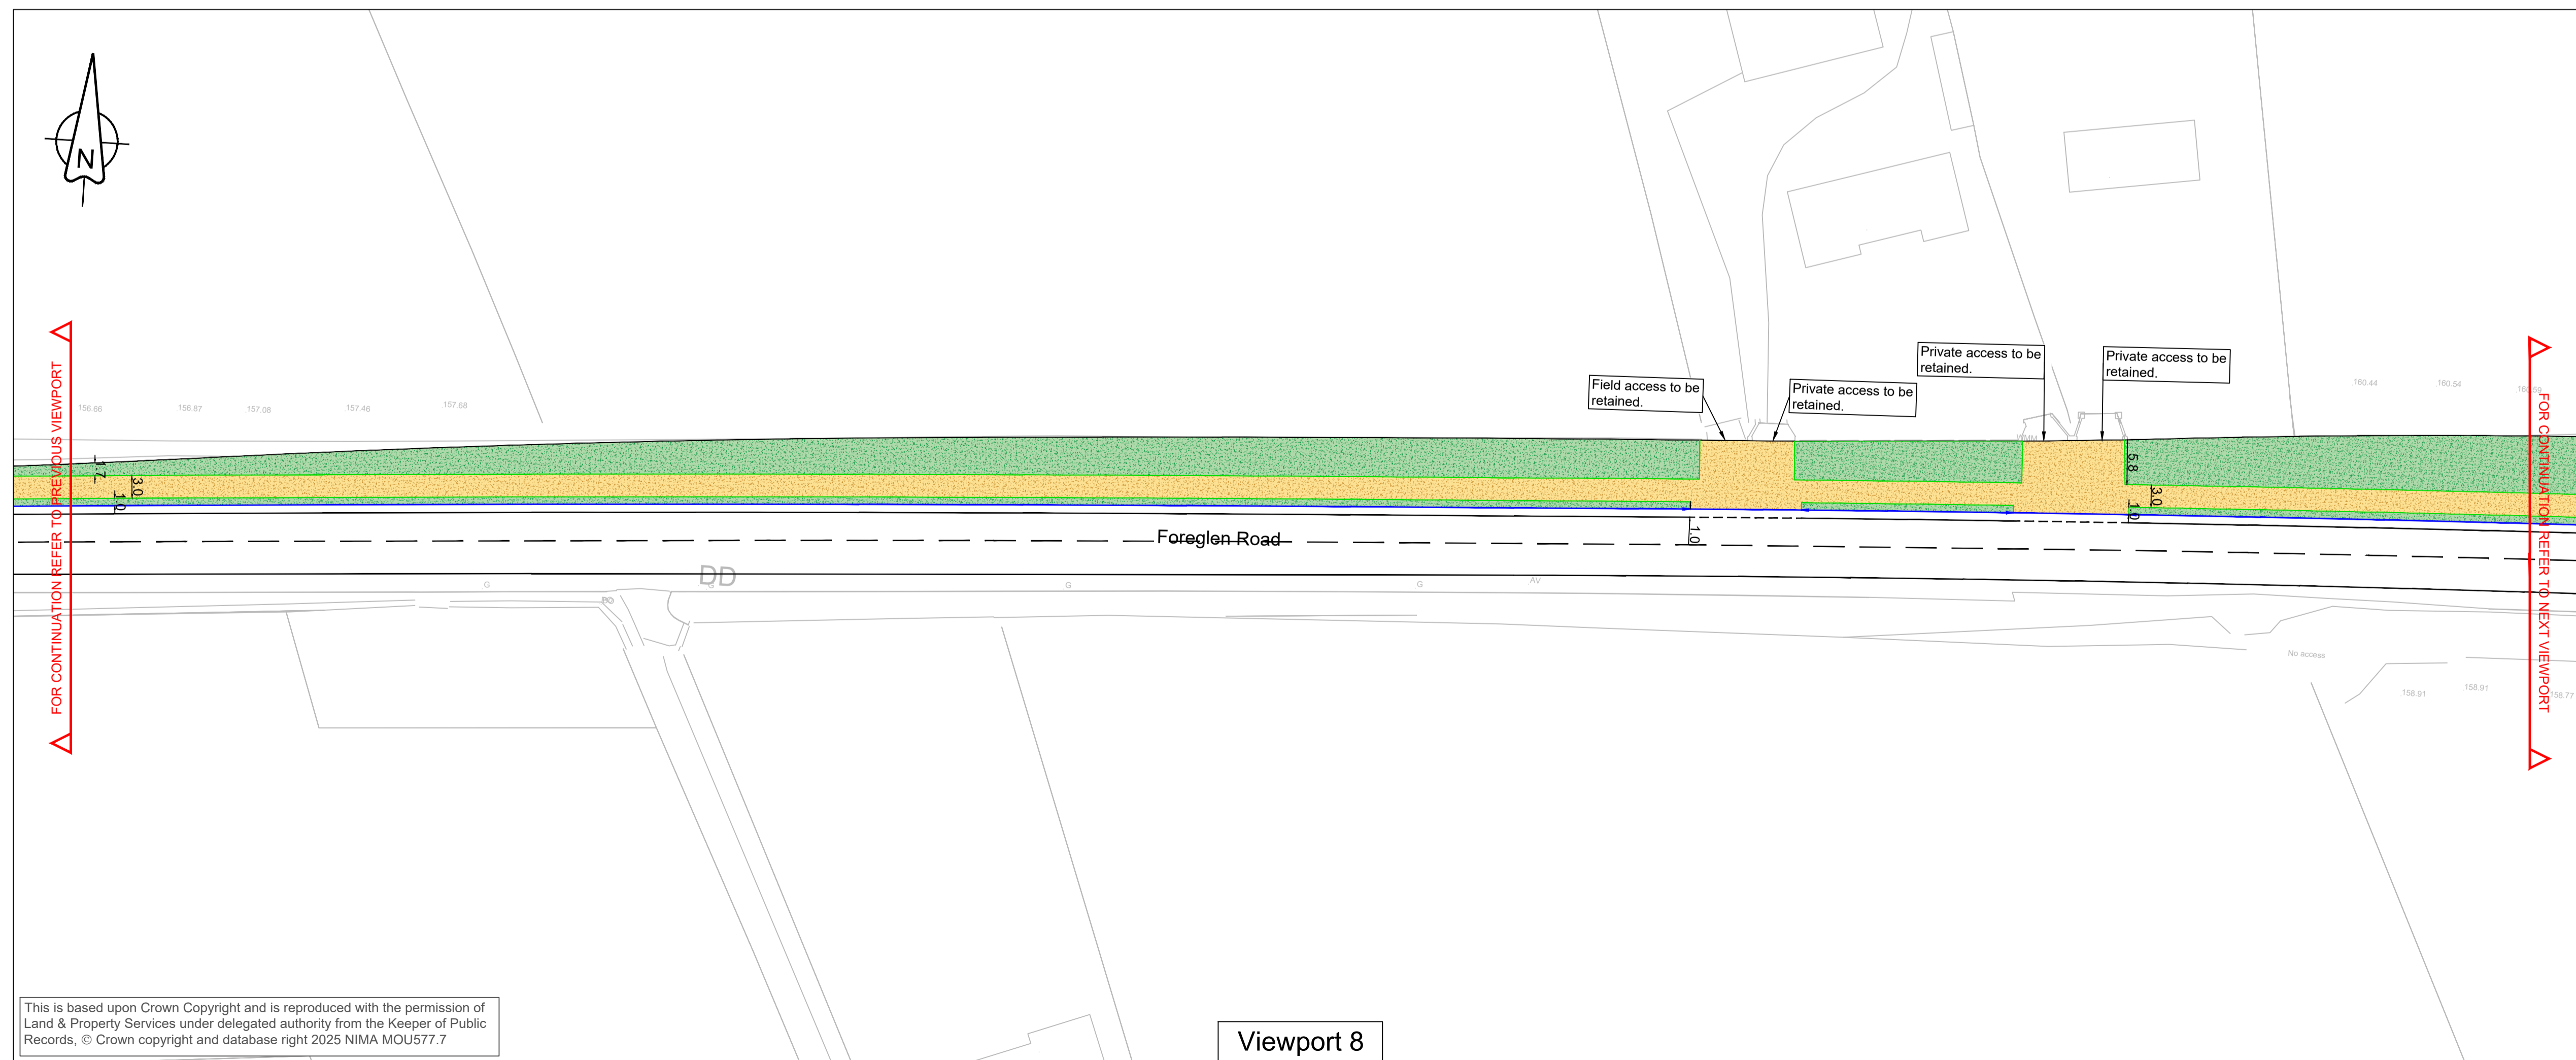 N
FOR CONTINUATION REFER TO PREVIOUS VIEWPORT
156.66
156.87
157.08
157.46
157.68
1.7
3.0
1.0
Field access to be
retained.
Private access to be
retained.
Private access to be
retained.
Private access to be
retained.
160.44
160.54
160.59
5.8
3.0
1.0
1.0
Foreglen Road
DD
G
G
G
G
AV
No access
158.91
158.91
158.77
FOR CONTINUATION REFER TO NEXT VIEWPORT
This is based upon Crown Copyright and is reproduced with the permission of
Land & Property Services under delegated authority from the Keeper of Public
Records, © Crown copyright and database right 2025 NIMA MOU577.7
Viewport 8